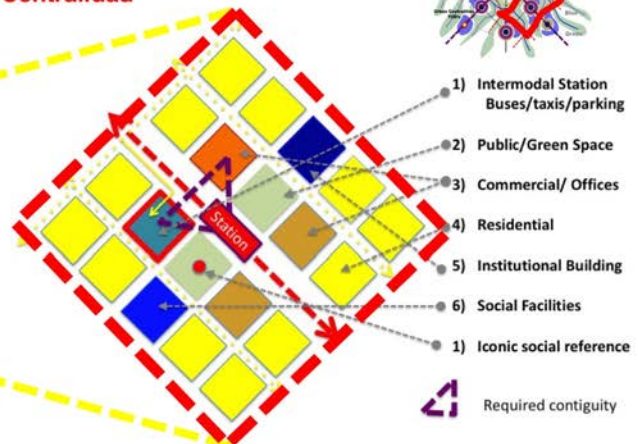 Centralidad
1) Intermodal Station
Buses/taxis/parking
2) Public/Green Space
3) Commercial/ Offices
4) Residential
5) Institutional Building
6) Social Facilities
1) Iconic social reference
Station
Required contiguity